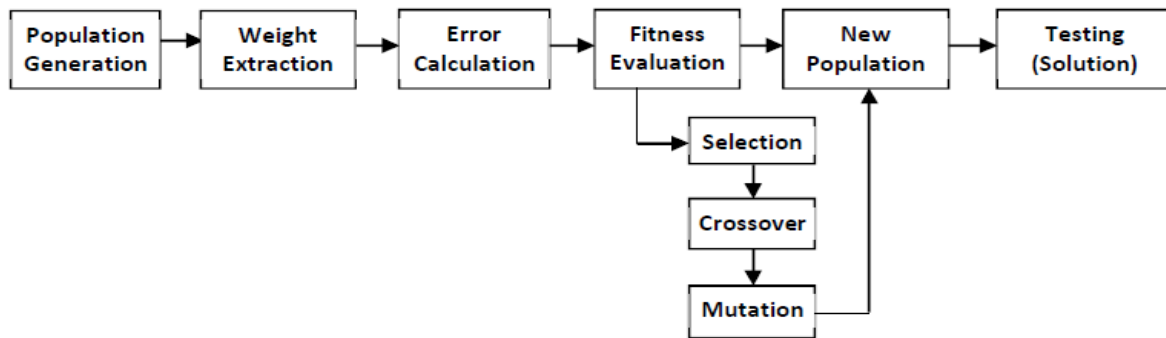 Population
Generation
Weight
Extraction
Error
Calculation
Fitness
Evaluation
New
Population
Testing
(Solution)
Selection
Crossover
Mutation